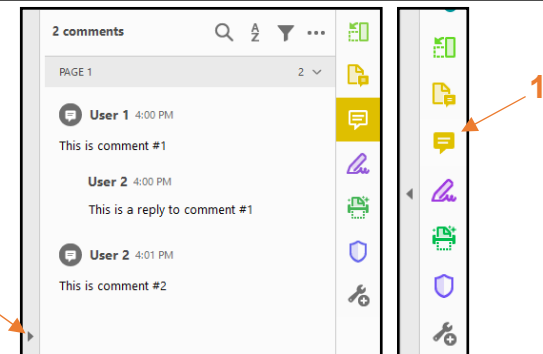 2 comments
PAGE 1 2
User 1 4:00 PM
This is comment #1
User 2 4:00 PM
This is a reply to comment #1
User 2 4:01 PM
This is comment #2
1